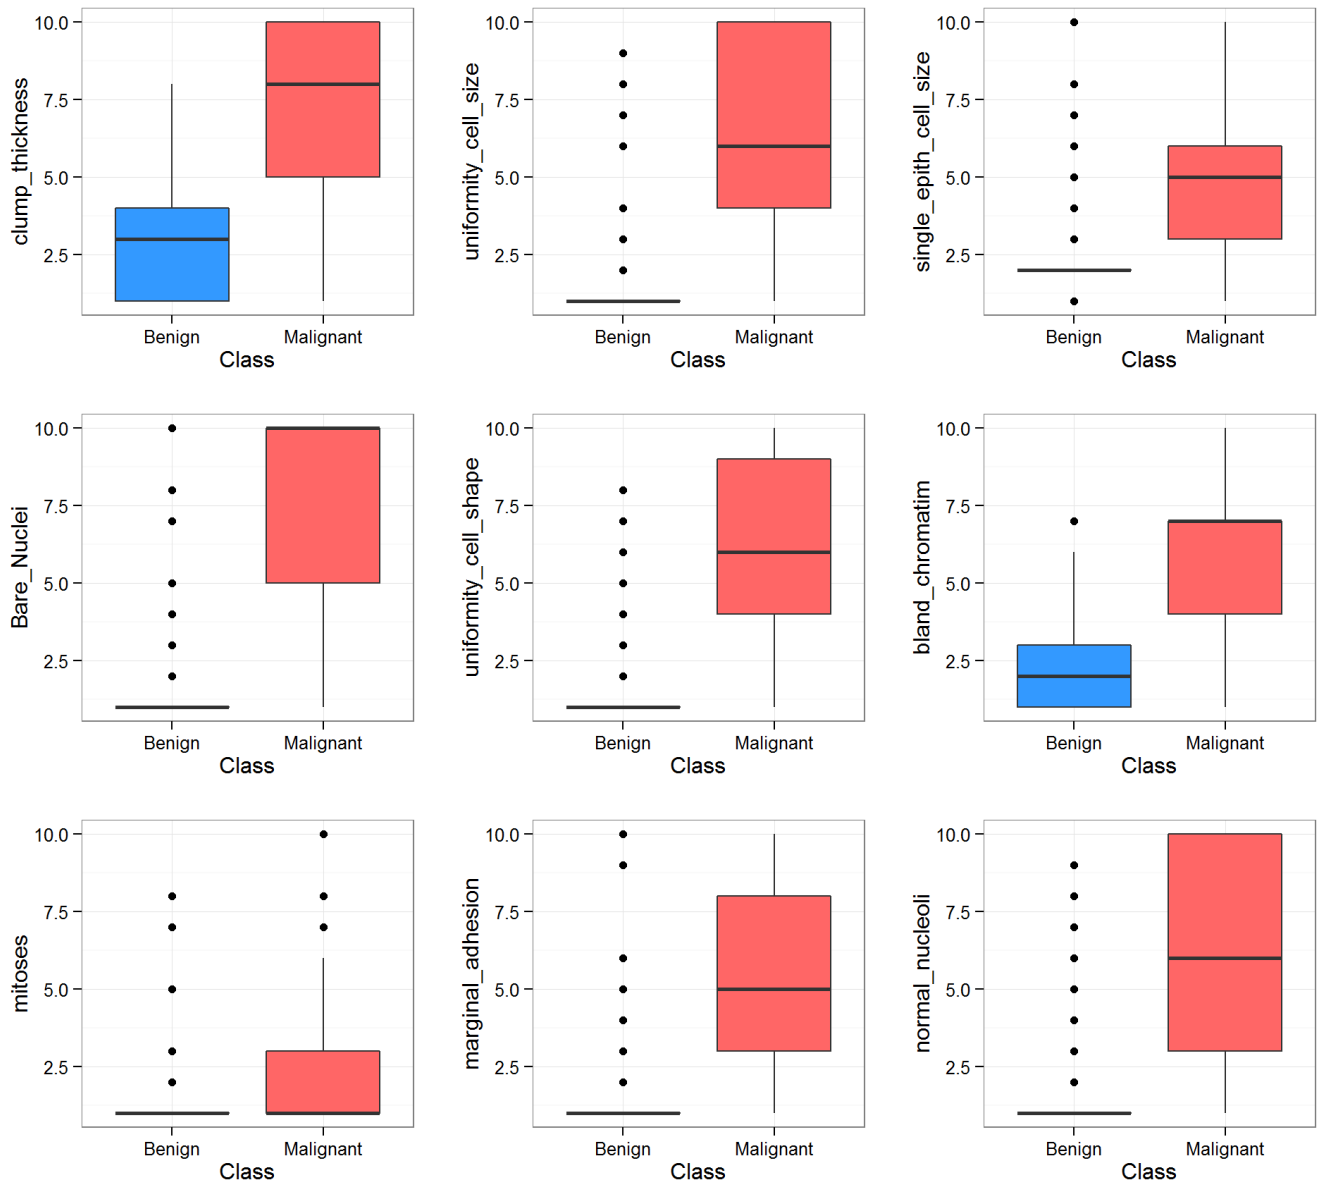 clump_thickness
10.0
7.5
5.0
2.5
Benign Malignant
Class
uniformity_cell_size
10.0
7.5
5.0
2.5
Benign Malignant
Class
single_epith_cell_size
10.0
7.5
5.0
2.5
Benign Malignant
Class
Bare_Nuclei
10.0
7.5
5.0
2.5
Benign Malignant
Class
uniformity_cell_shape
10.0
7.5
5.0
2.5
Benign Malignant
Class
bland_chromatim
10.0
7.5
5.0
2.5
Benign Malignant
Class
mitoses
10.0
7.5
5.0
2.5
Benign Malignant
Class
marginal_adhesion
10.0
7.5
5.0
2.5
Benign Malignant
Class
normal_nucleoli
10.0
7.5
5.0
2.5
Benign Malignant
Class